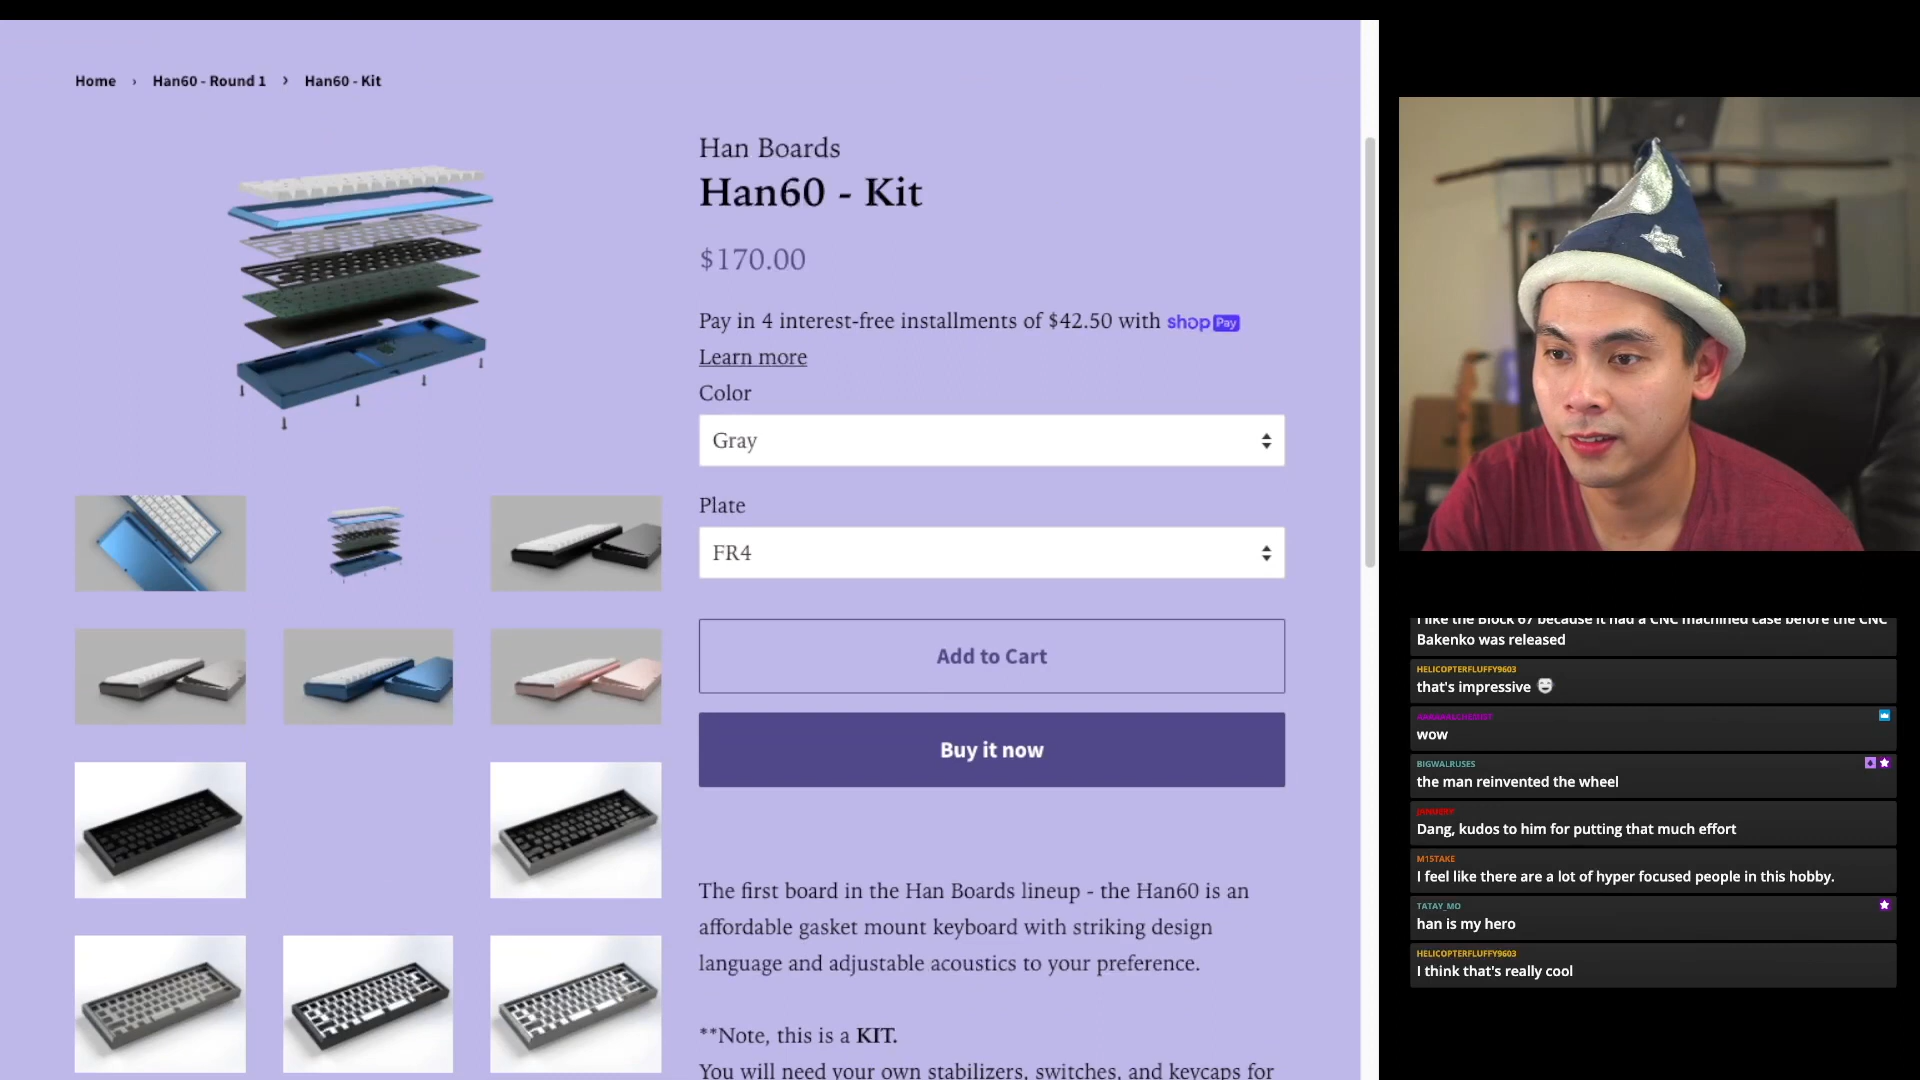 Home › Han60 - Round 1 › Han60 - Kit
Han Boards
Han60 - Kit
$170.00
Pay in 4 interest-free installments of $42.50 with shop Pay
Learn more
Color
Gray
Plate
FR4
Add to Cart
Buy it now
The first board in the Han Boards lineup - the Han60 is an
affordable gasket mount keyboard with striking design
language and adjustable acoustics to your preference.
**Note, this is a KIT.
You will need your own stabilizers, switches, and keycaps for
I like the Block 67 because it had a CNC machined case before the CNC
Bakenko was released
HELICOPTERFLUFFY9603
that's impressive
wow
BIGWALRUSES
the man reinvented the wheel
Dang, kudos to him for putting that much effort
M15TAKE
I feel like there are a lot of hyper focused people in this hobby.
TATAY_MO
han is my hero
HELICOPTERFLUFFY9603
I think that's really cool